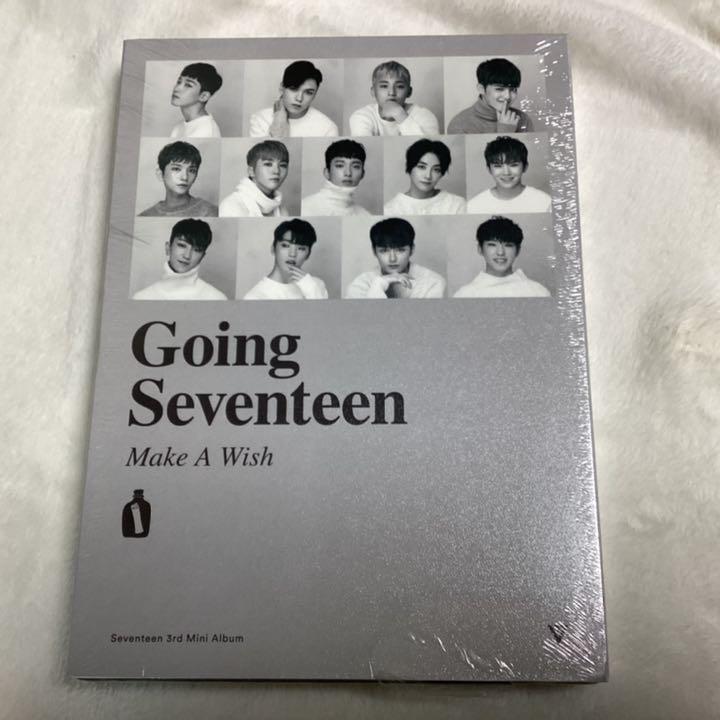 Going
Seventeen
Make A Wish
Seventeen 3rd Mini Album